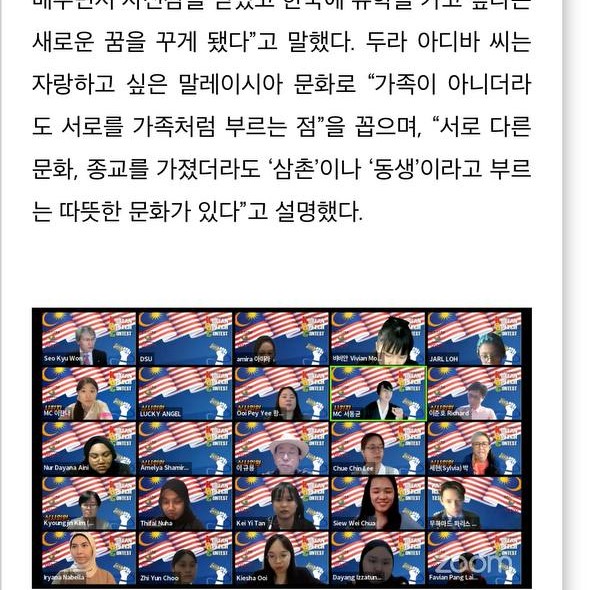 새로운 꿈을 꾸게 됐다”고 말했다. 두라 아디바 씨는
자랑하고 싶은 말레이시아 문화로 “가족이 아니더라
도 서로를 가족처럼 부르는 점”을 꼽으며, “서로 다른
문화, 종교를 가졌더라도 ‘삼촌’이나 ‘동생’이라고 부르
는 따뜻한 문화가 있다”고 설명했다.
Seo Kyu Won
DSU
amira 아미라
비비안 Vivian Mo...
JARL LOH
LUCKY ANGEL
Ooi Pey Yee 황...
MC 서동균
이준호 Richard
Nur Dayana Aini
Amelya Shamir...
이규용
Chue Chin Lee
세현(Sylvia) 박
Kyoungjin Kim (...
Thifal Nuha
Kei Yi Tan
Siew Wei Chua
무하마드 파리스 ...
Iryana Nabella
Zhi Yun Choo
Kiesha Ooi
Dayang Izzatun...
Favian Pang Lai...
zoom